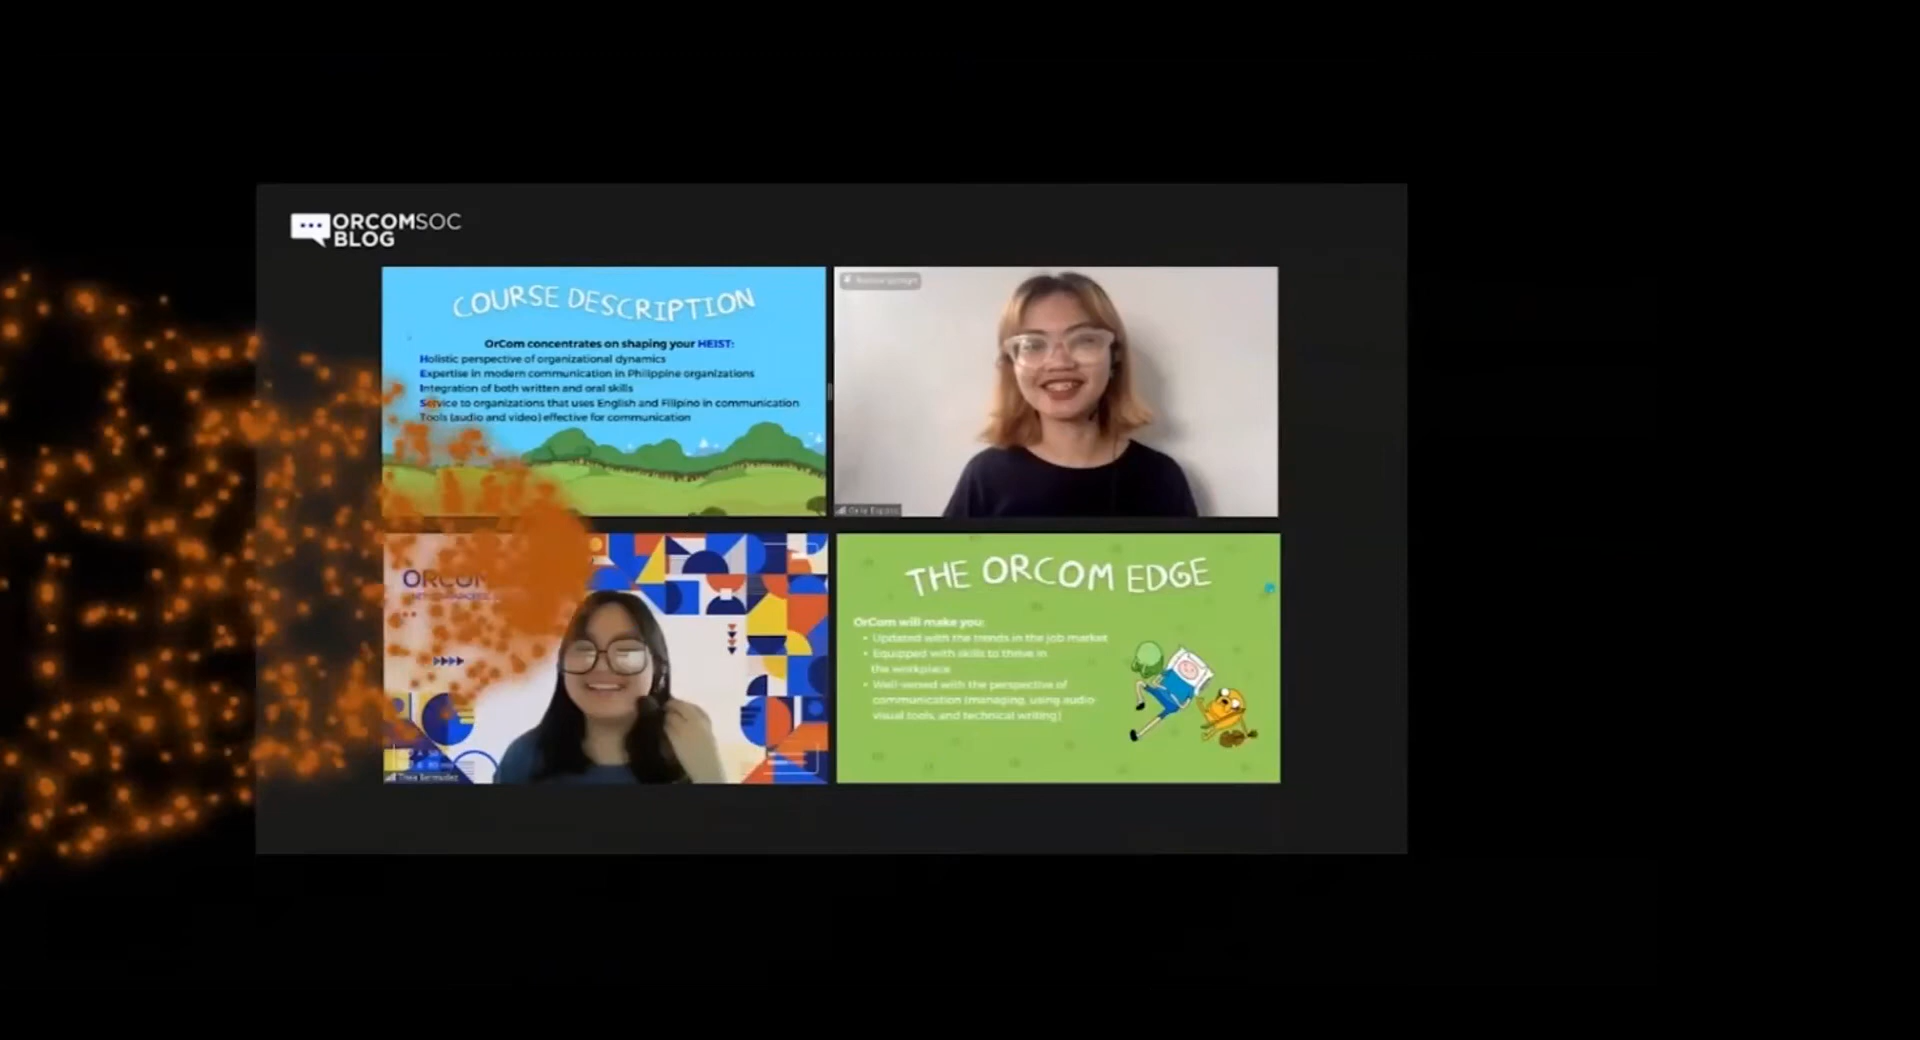 ORCOMSOC
BLOG
COURSE DESCRIPTION
OrCom concentrates on shaping your HEIST:
Holistic perspective of organizational dynamics
Expertise in modern communication in Philippine organizations
Integration of both written and oral skills
Service to organizations that uses English and Filipino in communication
Tools (audio and video) effective for communication
ORCOM
Thea Bermudez
THE ORCOM EDGE
OrCom will make you:
• Updated with the trends in the job market
• Equipped with skills to thrive in
the workplace
• Well-versed with the perspective of
communication (managing, using audio-
visual tools, and technical writing)